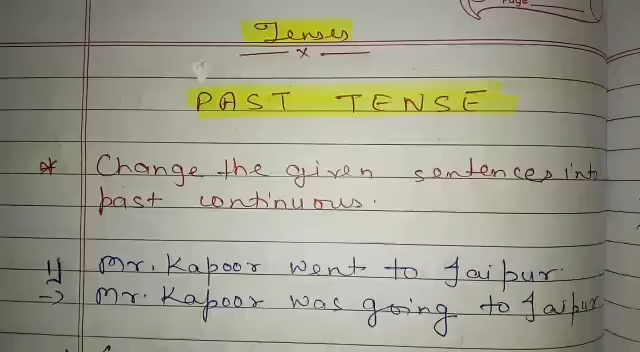 Page
Tenses
x
PAST TENSE
* Change the given sentences into
past continuous.
1) Mr. Kapoor went to Jaipur.
→ Mr. Kapoor was going to Jaipur